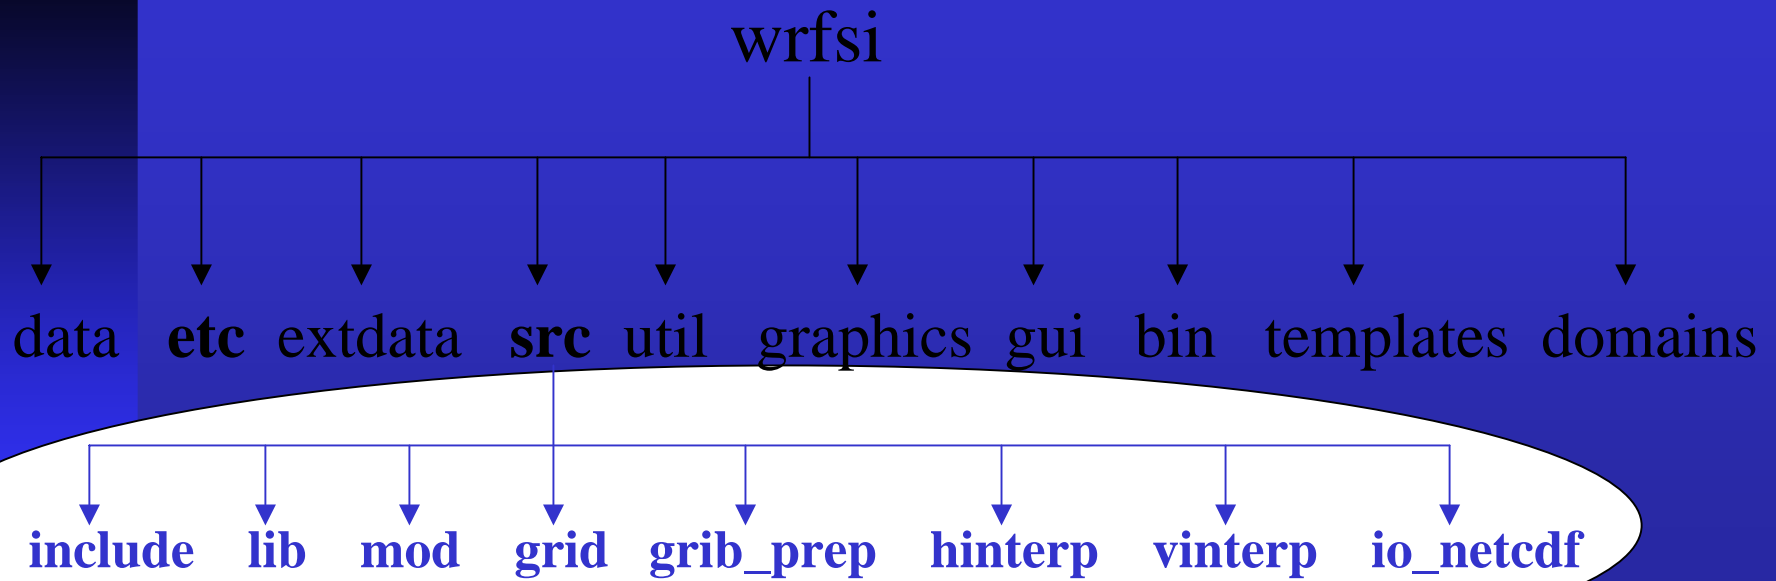 wrfsi
data etc extdata src util graphics gui bin templates domains
include lib mod grid grib_prep hinterp vinterp io_netcdf